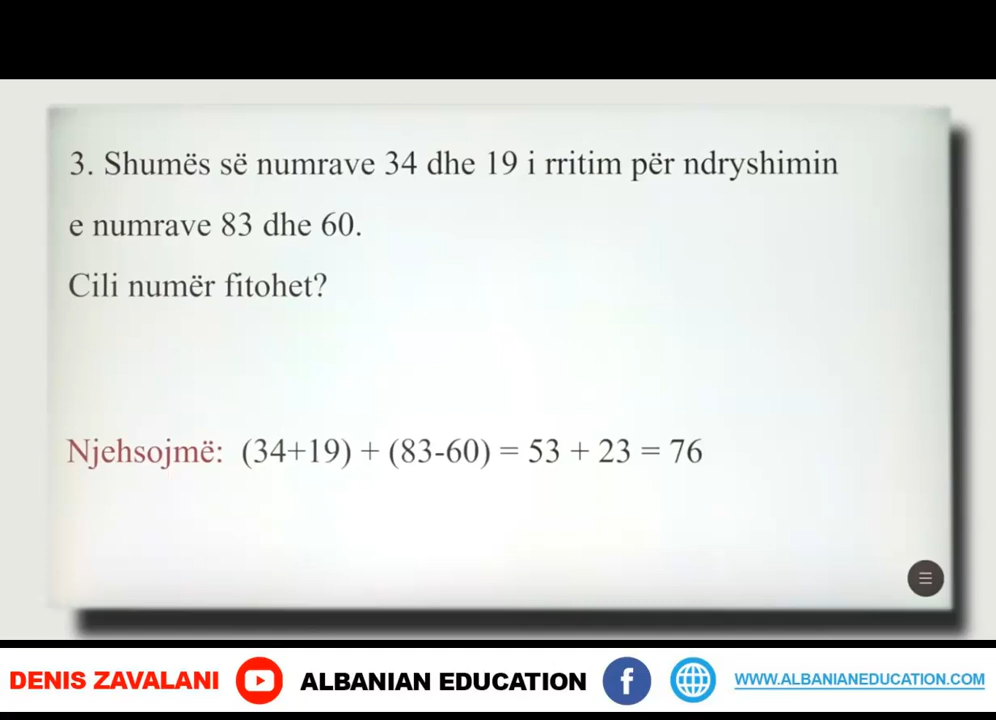 3. Shumës së numrave 34 dhe 19 i rritim për ndryshimin
e numrave 83 dhe 60.
Cili numër fitohet?
Njehsojmë: (34+19) + (83-60) = 53 + 23 = 76
DENIS ZAVALANI ALBANIAN EDUCATION f WWW.ALBANIANEDUCATION.COM